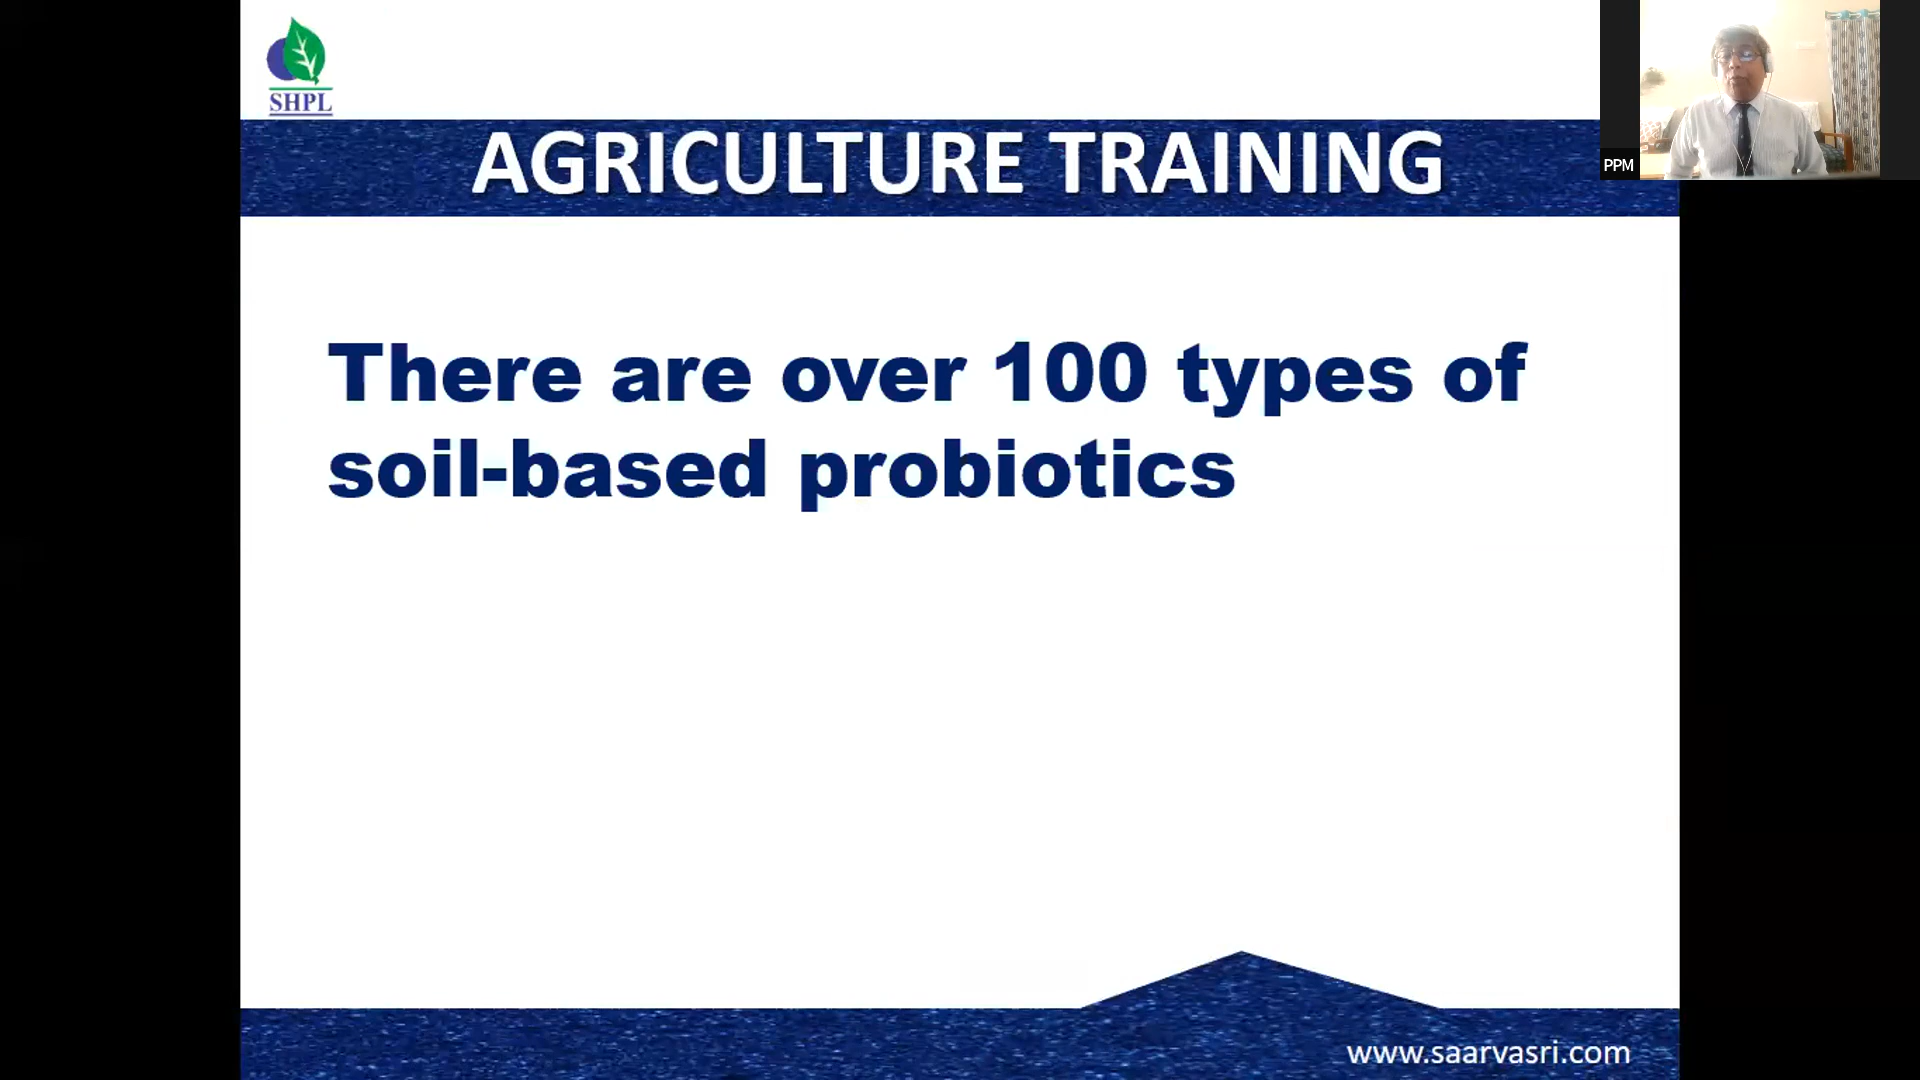 SHPL
AGRICULTURE TRAINING
PPM
There are over 100 types of
soil-based probiotics
www.saarvasri.com